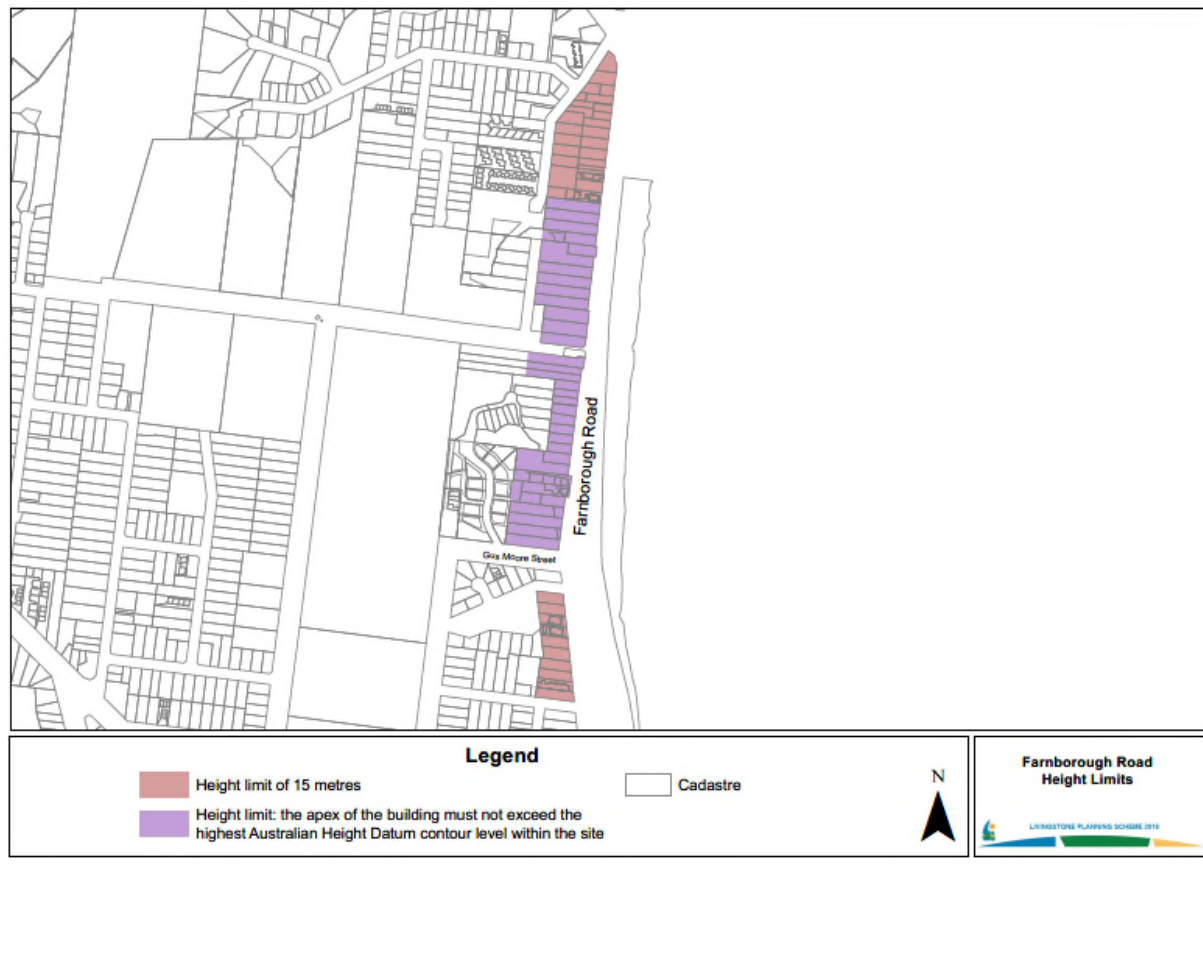 Farnborough Road
Gus Moore Street
Legend
Height limit of 15 metres
Cadastre
Height limit: the apex of the building must not exceed the
highest Australian Height Datum contour level within the site
N
Farnborough Road
Height Limits
LIVINGSTONE PLANNING SCHEME 2018